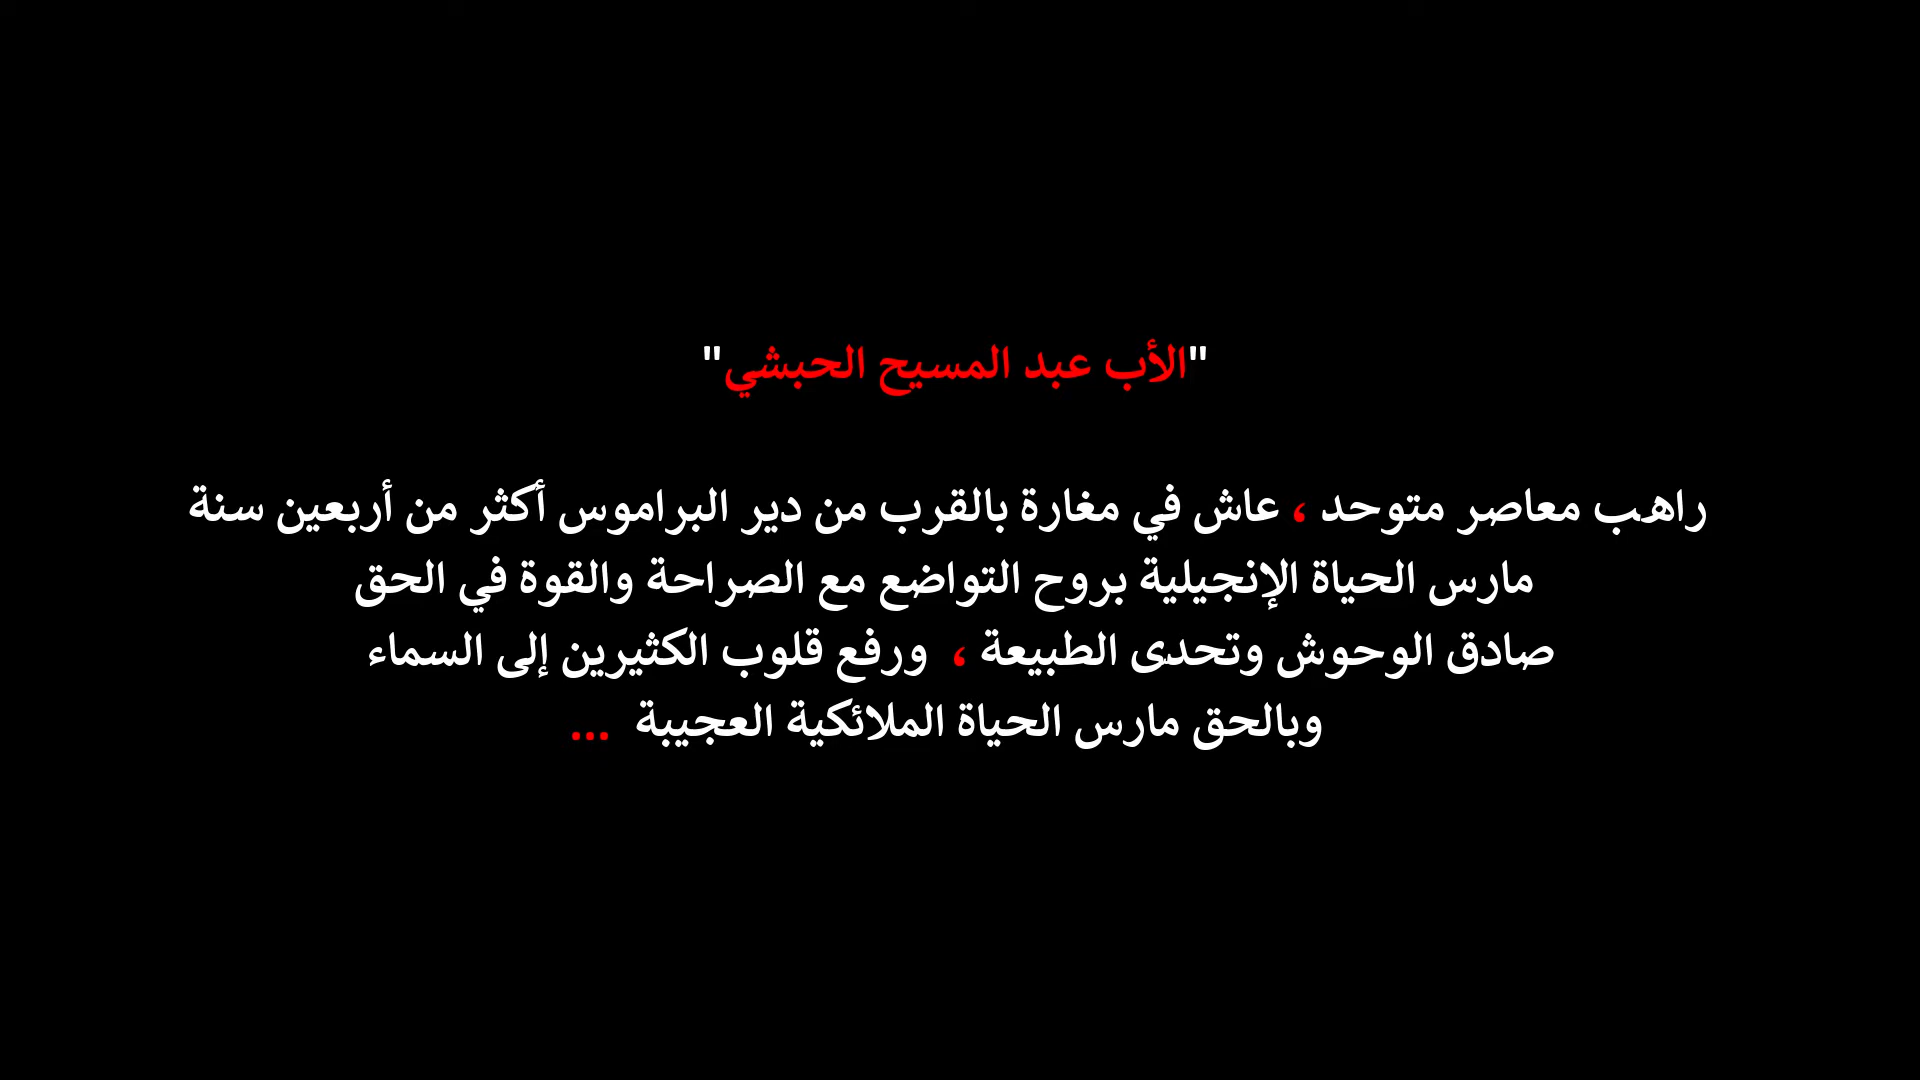 "الأب عبد المسيح الحبشي"
راهب معاصر متوحد ، عاش في مغارة بالقرب من دير البراموس أكثر من أربعين سنة
مارس الحياة الإنجيلية بروح التواضع مع الصراحة والقوة في الحق
صادق الوحوش وتحدى الطبيعة ، ورفع قلوب الكثيرين إلى السماء
وبالحق مارس الحياة الملائكية العجيبة ...